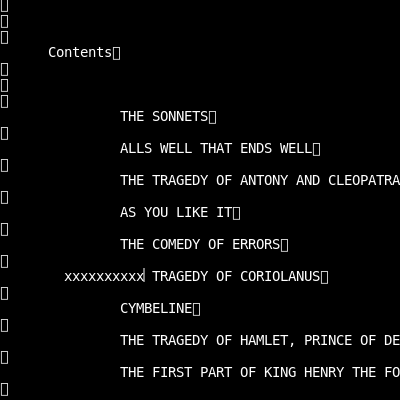 Contents
THE SONNETS
ALLS WELL THAT ENDS WELL
THE TRAGEDY OF ANTONY AND CLEOPATRA
AS YOU LIKE IT
THE COMEDY OF ERRORS
xxxxxxxxxx TRAGEDY OF CORIOLANUS
CYMBELINE
THE TRAGEDY OF HAMLET, PRINCE OF DE
THE FIRST PART OF KING HENRY THE FO